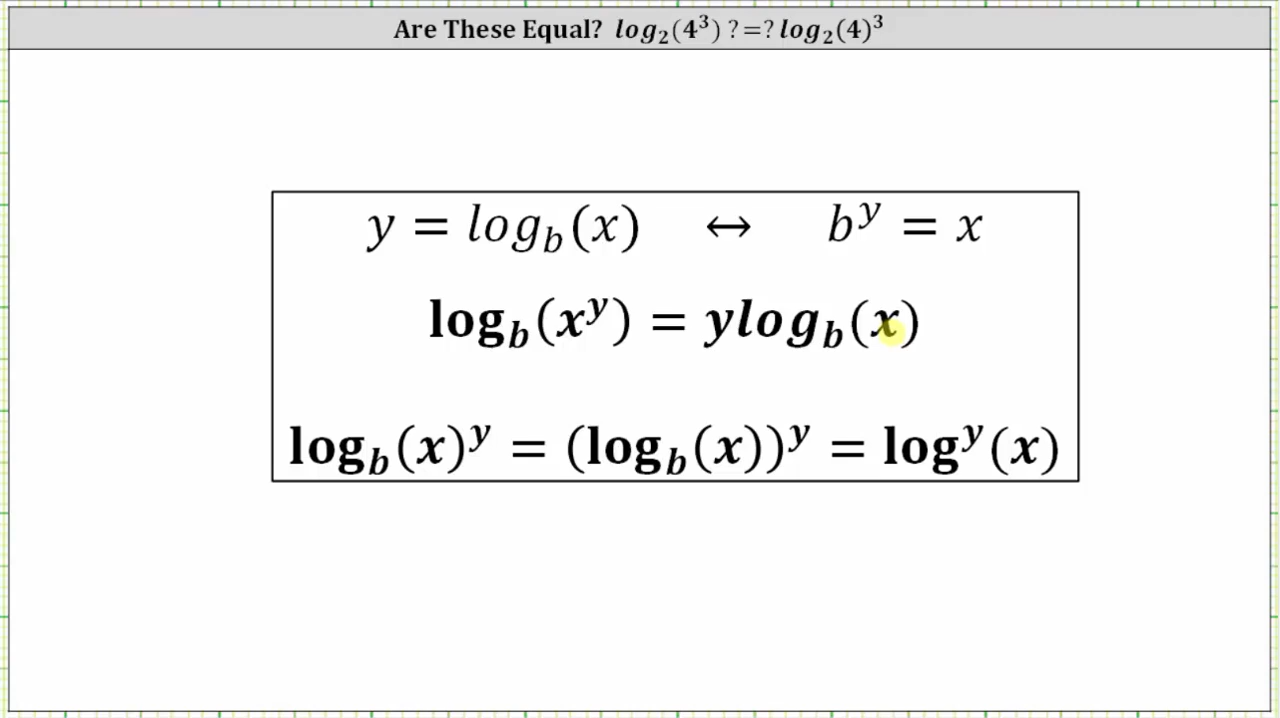 Are These Equal? log₂(4³) ?=? log₂(4)³
y = log_b(x) ↔ b^y = x
log_b(x^y) = ylog_b(x)
log_b(x)^y = (log_b(x))^y = log^y(x)